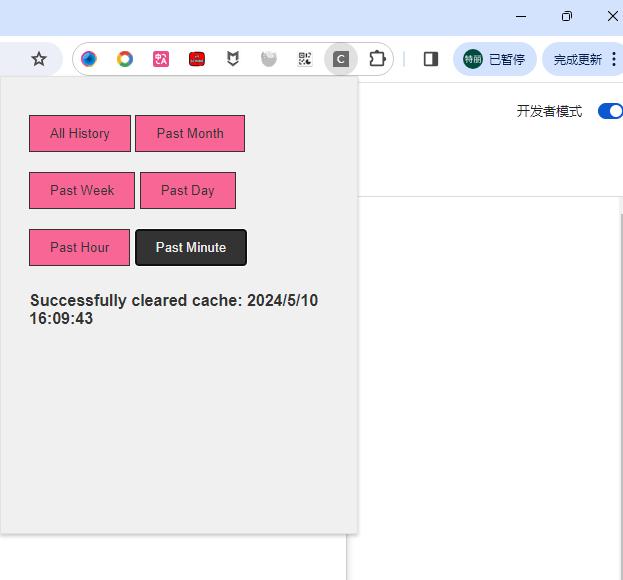 C
特丽 已暂停 完成更新
开发者模式
All History Past Month
Past Week Past Day
Past Hour Past Minute
Successfully cleared cache: 2024/5/10
16:09:43